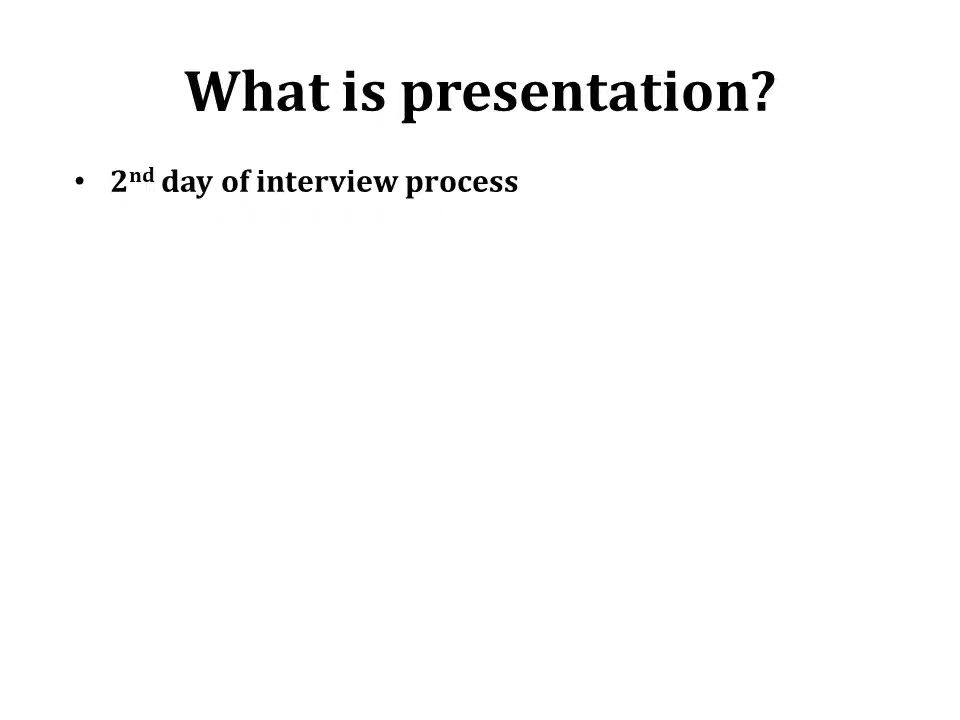 What is presentation?
• 2nd day of interview process